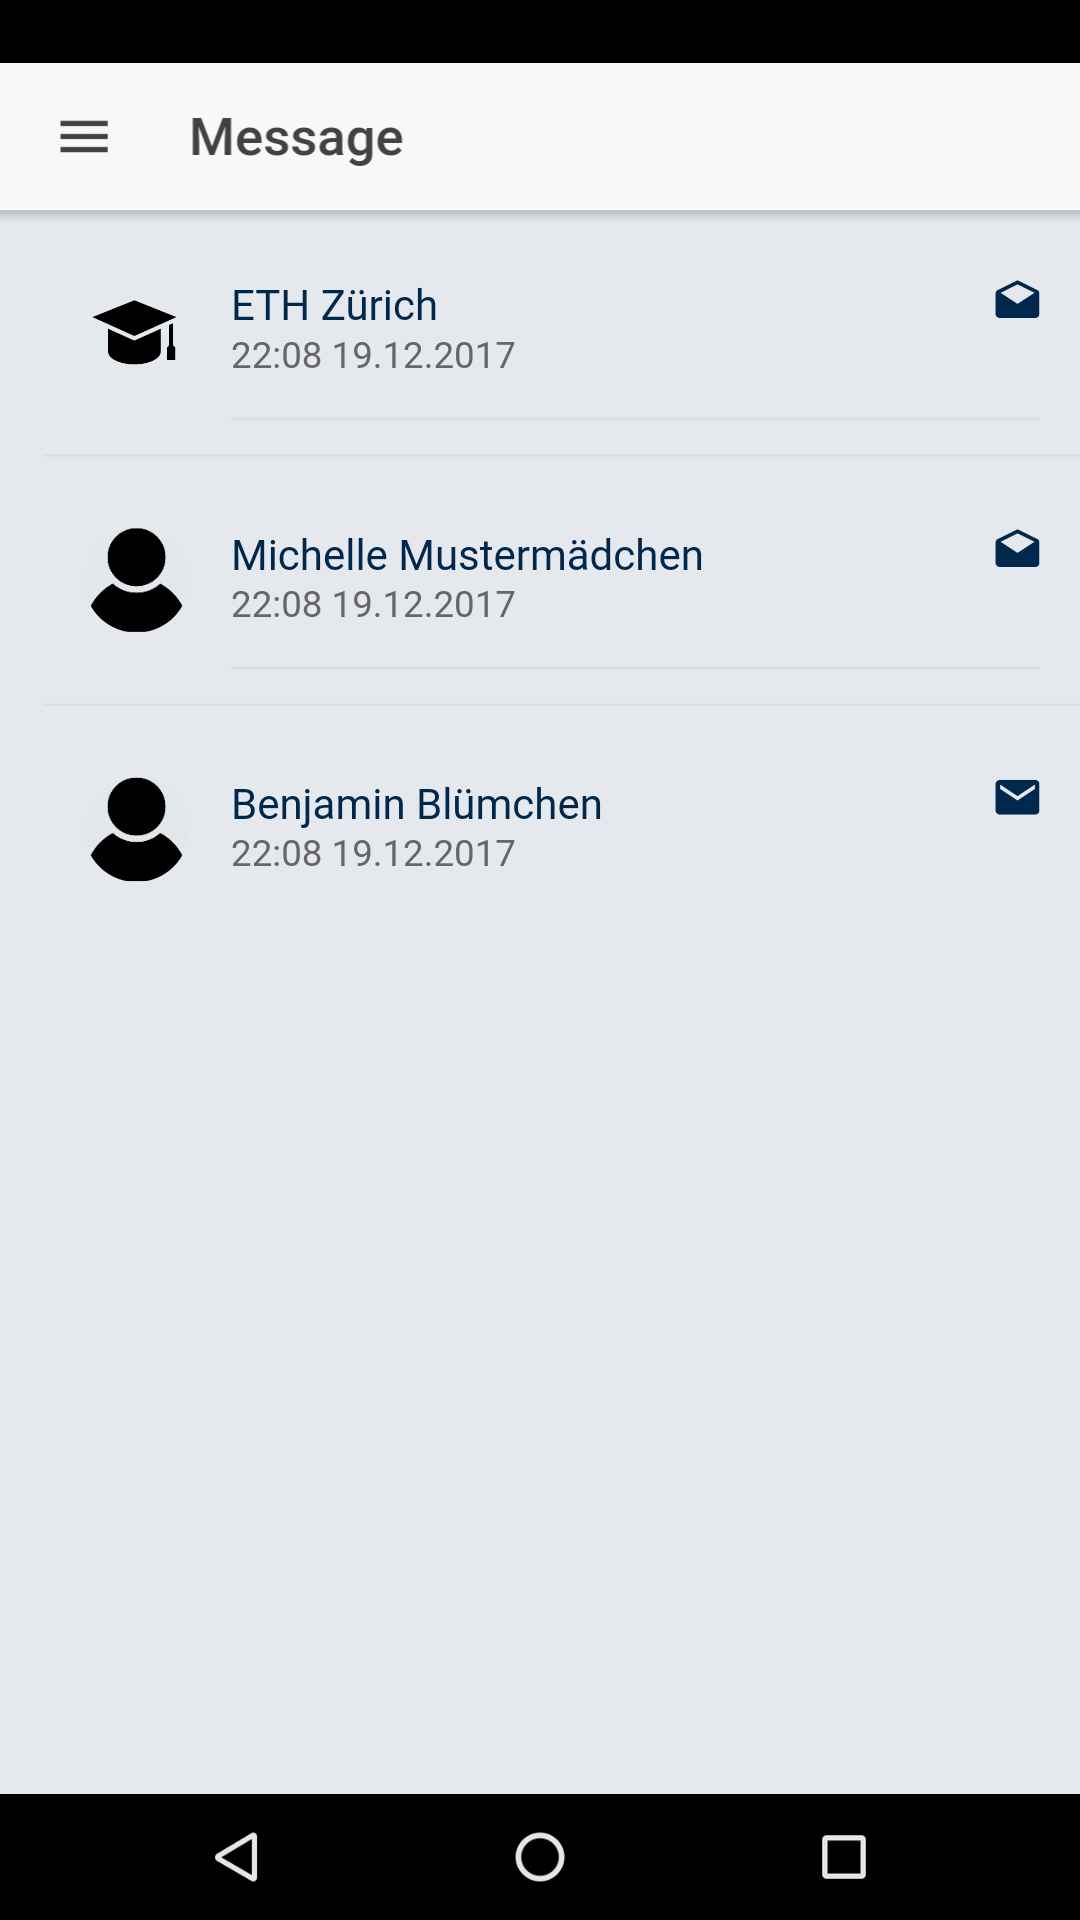 Message
ETH Zürich
22:08 19.12.2017
Michelle Mustermädchen
22:08 19.12.2017
Benjamin Blümchen
22:08 19.12.2017